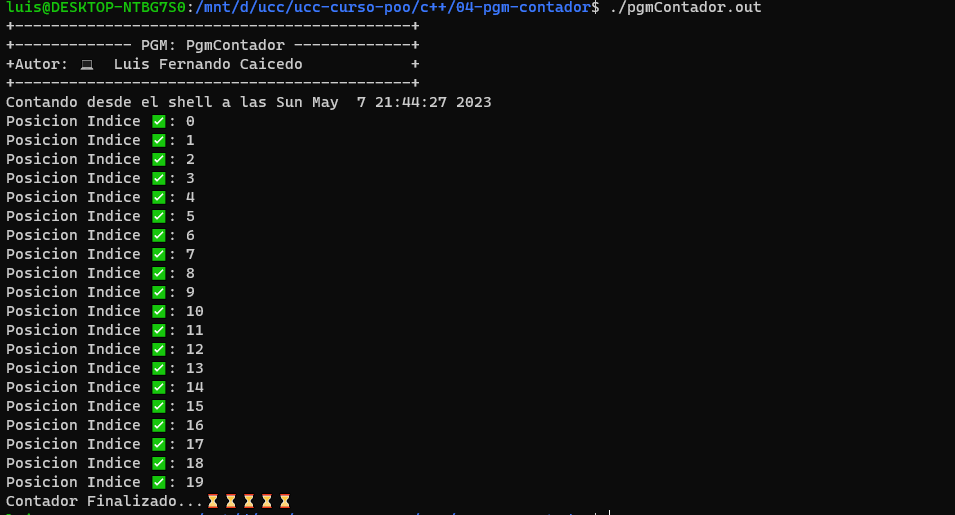 luis@DESKTOP-NTBG7S0:/mnt/d/ucc/ucc-curso-poo/c++/04-pgm-contador$ ./pgmContador.out
+-------------------------------------------+
+------------- PGM: PgmContador -------------+
+Autor: 💻  Luis Fernando Caicedo            +
+-------------------------------------------+
Contando desde el shell a las Sun May  7 21:44:27 2023
Posicion Indice ✅: 0
Posicion Indice ✅: 1
Posicion Indice ✅: 2
Posicion Indice ✅: 3
Posicion Indice ✅: 4
Posicion Indice ✅: 5
Posicion Indice ✅: 6
Posicion Indice ✅: 7
Posicion Indice ✅: 8
Posicion Indice ✅: 9
Posicion Indice ✅: 10
Posicion Indice ✅: 11
Posicion Indice ✅: 12
Posicion Indice ✅: 13
Posicion Indice ✅: 14
Posicion Indice ✅: 15
Posicion Indice ✅: 16
Posicion Indice ✅: 17
Posicion Indice ✅: 18
Posicion Indice ✅: 19
Contador Finalizado...⏳⏳⏳⏳⏳